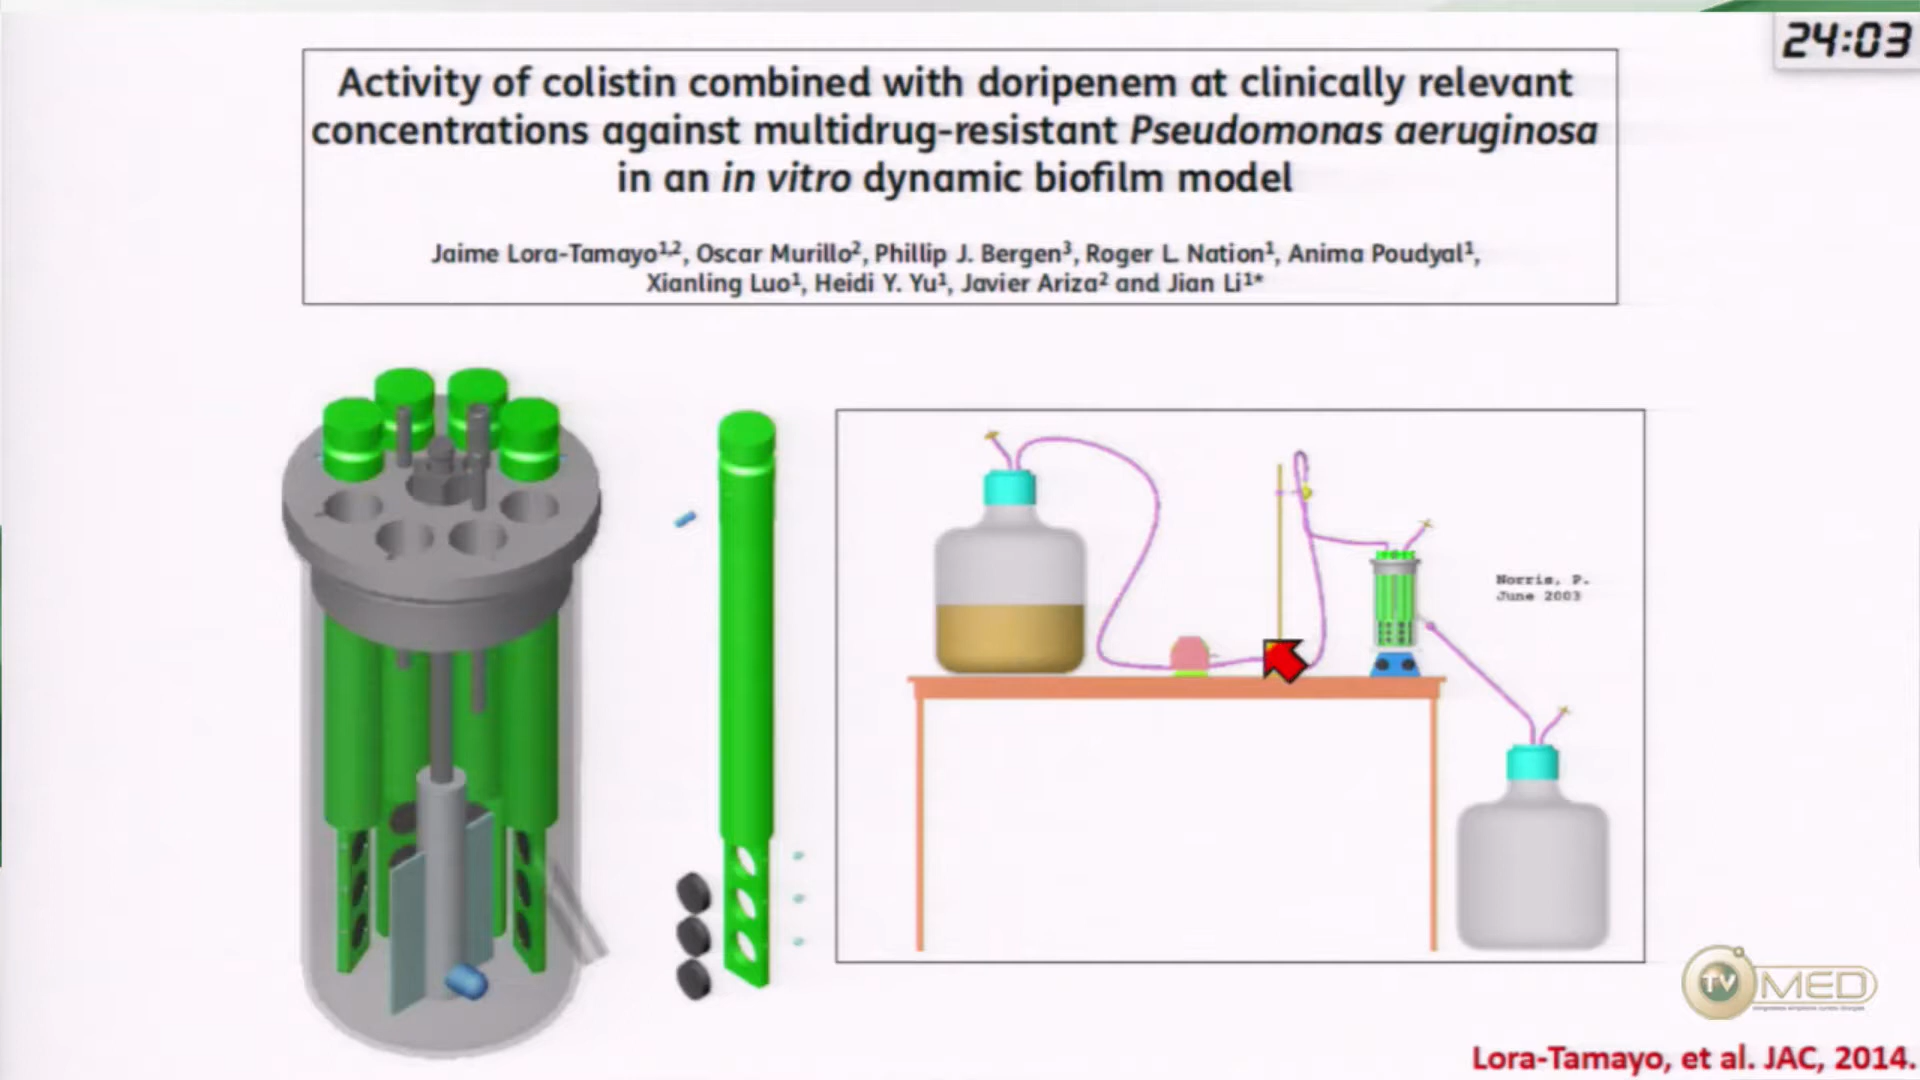 24:03
Activity of colistin combined with doripenem at clinically relevant
concentrations against multidrug-resistant Pseudomonas aeruginosa
in an in vitro dynamic biofilm model
Jaime Lora-Tamayo1,2, Oscar Murillo2, Phillip J. Bergen3, Roger L. Nation1, Anima Poudyal1,
Xianling Luo1, Heidi Y. Yu1, Javier Ariza2 and Jian Li1*
Norris, P.
June 2003
TV MED
Lora-Tamayo, et al. JAC, 2014.